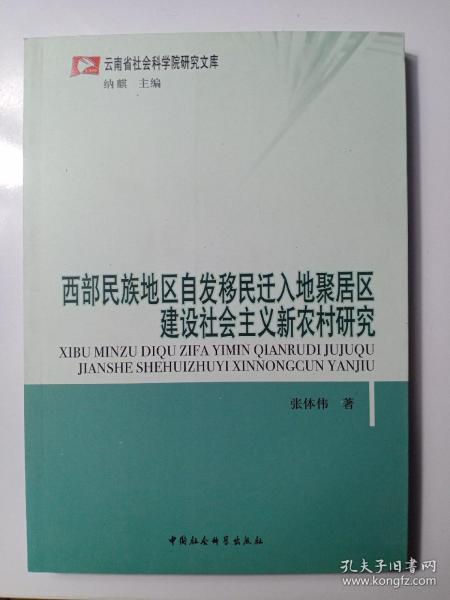 云南省社会科学院研究文库
纳麒 主编
西部民族地区自发移民迁入地聚居区
建设社会主义新农村研究
XIBU MINZU DIQU ZIFA YIMIN QIANRUDI JUJUQU
JIANSHE SHEHUIZHUYI XINNONGCUN YANJIU
张体伟 著
中国社会科学出版社
孔夫子旧书网
www.kongfz.com